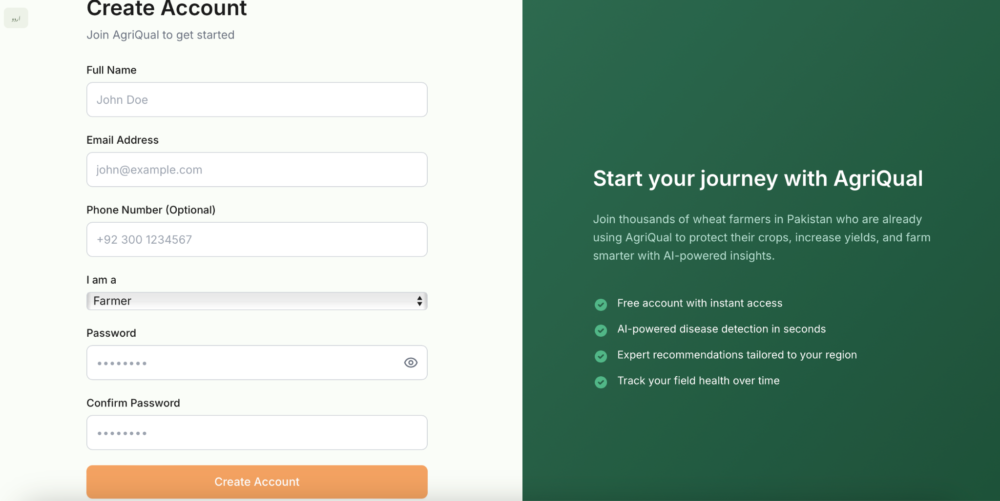 اردو
Create Account
Join AgriQual to get started
Full Name
John Doe
Email Address
john@example.com
Phone Number (Optional)
+92 300 1234567
I am a
Farmer
Password
••••••••
Confirm Password
••••••••
Create Account
Start your journey with AgriQual
Join thousands of wheat farmers in Pakistan who are already
using AgriQual to protect their crops, increase yields, and farm
smarter with AI-powered insights.
Free account with instant access
AI-powered disease detection in seconds
Expert recommendations tailored to your region
Track your field health over time